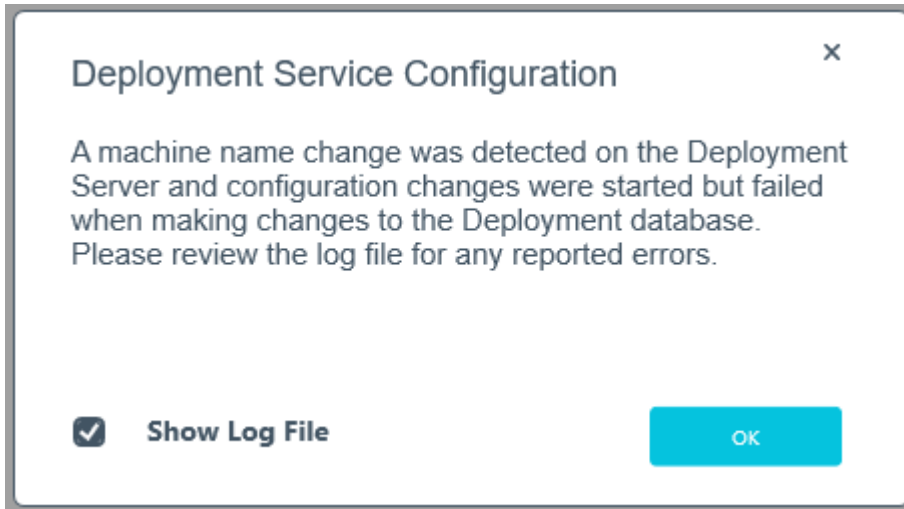 Deployment Service Configuration
A machine name change was detected on the Deployment
Server and configuration changes were started but failed
when making changes to the Deployment database.
Please review the log file for any reported errors.
Show Log File
OK